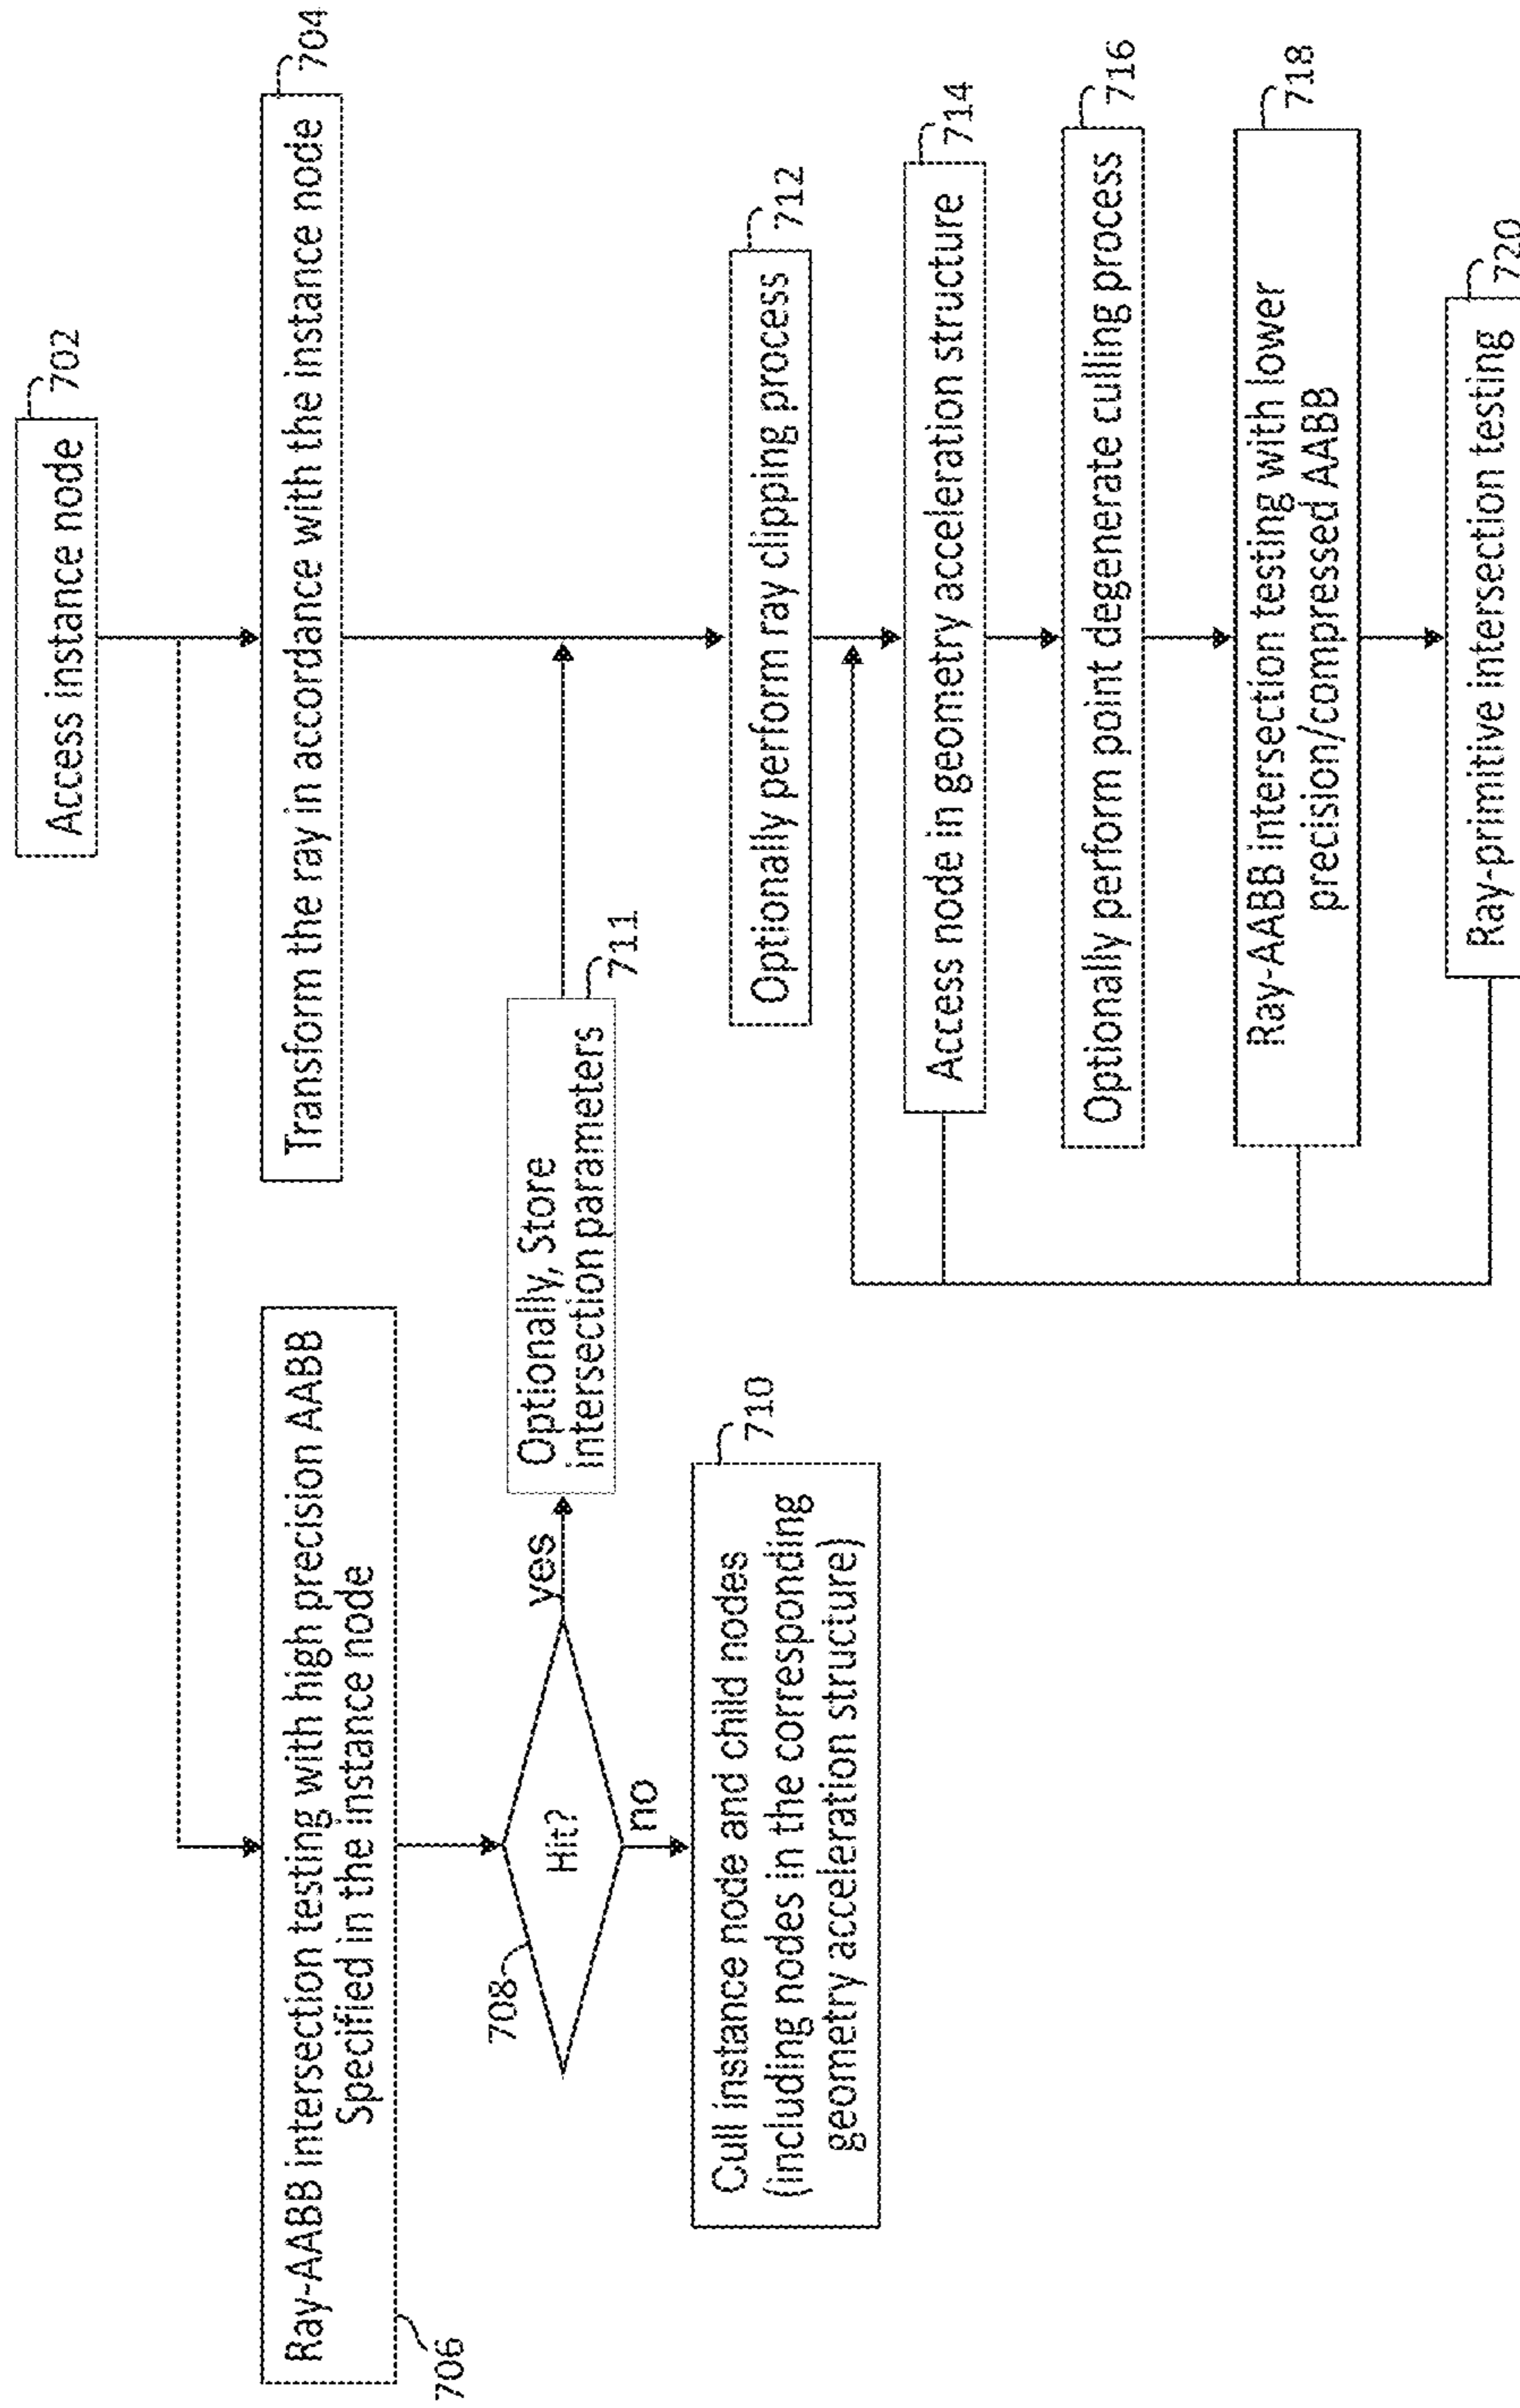 Access instance node
702
Ray-AABB intersection testing with high precision AABB
Specified in the instance node
706
Transform the ray in accordance with the instance node
704
708
Hit?
yes
no
Optionally, Store
intersection parameters
711
Cull instance node and child nodes
(including nodes in the corresponding
geometry acceleration structure)
710
Optionally perform ray clipping process
712
Access node in geometry acceleration structure
714
Optionally perform point degenerate culling process
716
Ray-AABB intersection testing with lower
precision/compressed AABB
718
Ray-primitive intersection testing
720